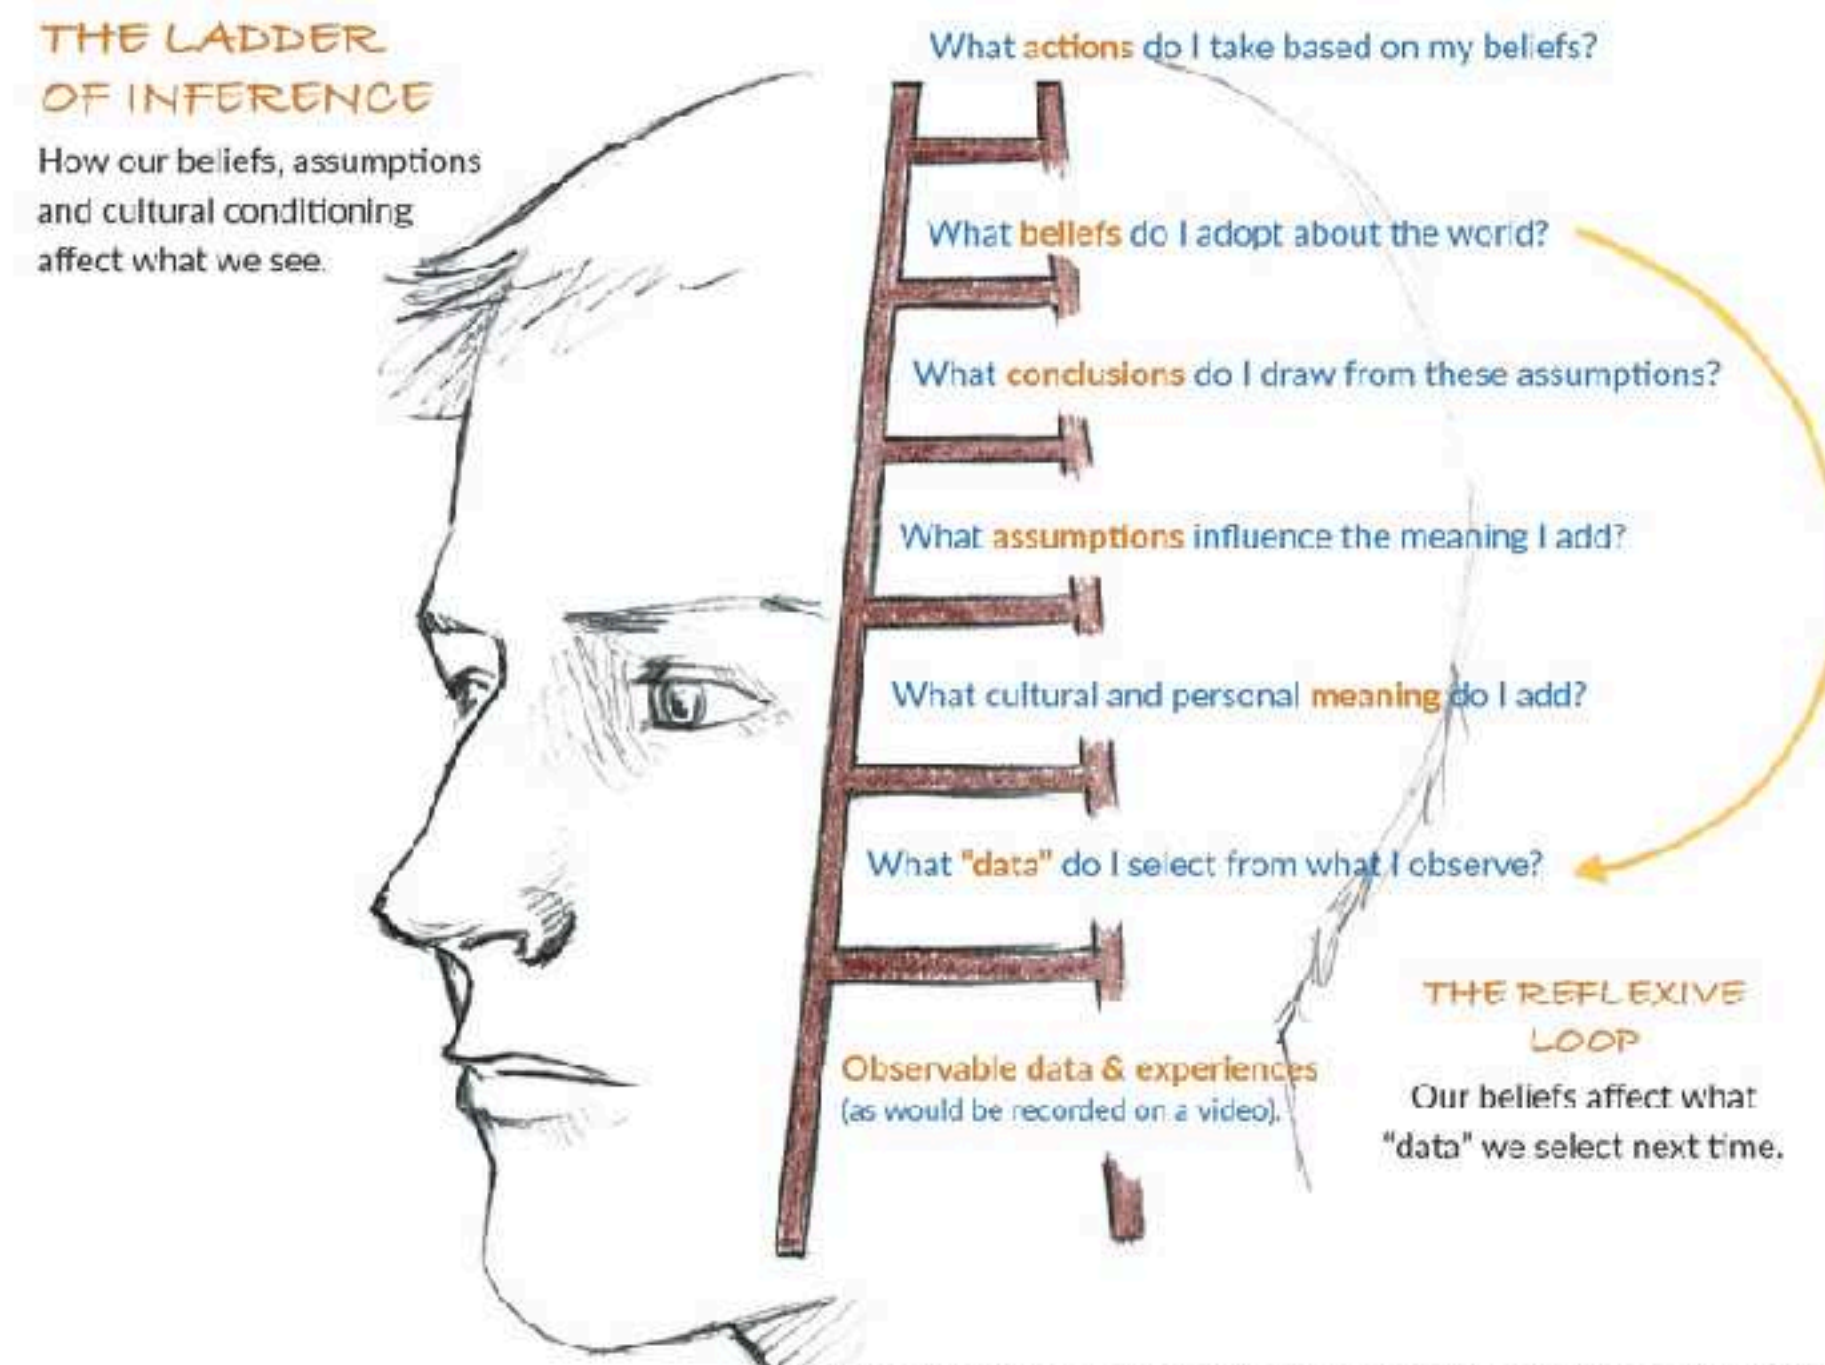 THE LADDER
OF INFERENCE
How our beliefs, assumptions
and cultural conditioning
affect what we see.
What actions do I take based on my beliefs?
What beliefs do I adopt about the world?
What conclusions do I draw from these assumptions?
What assumptions influence the meaning I add?
What cultural and personal meaning do I add?
What "data" do I select from what I observe?
Observable data & experiences
(as would be recorded on a video).
THE REFLEXIVE
LOOP
Our beliefs affect what
"data" we select next time.